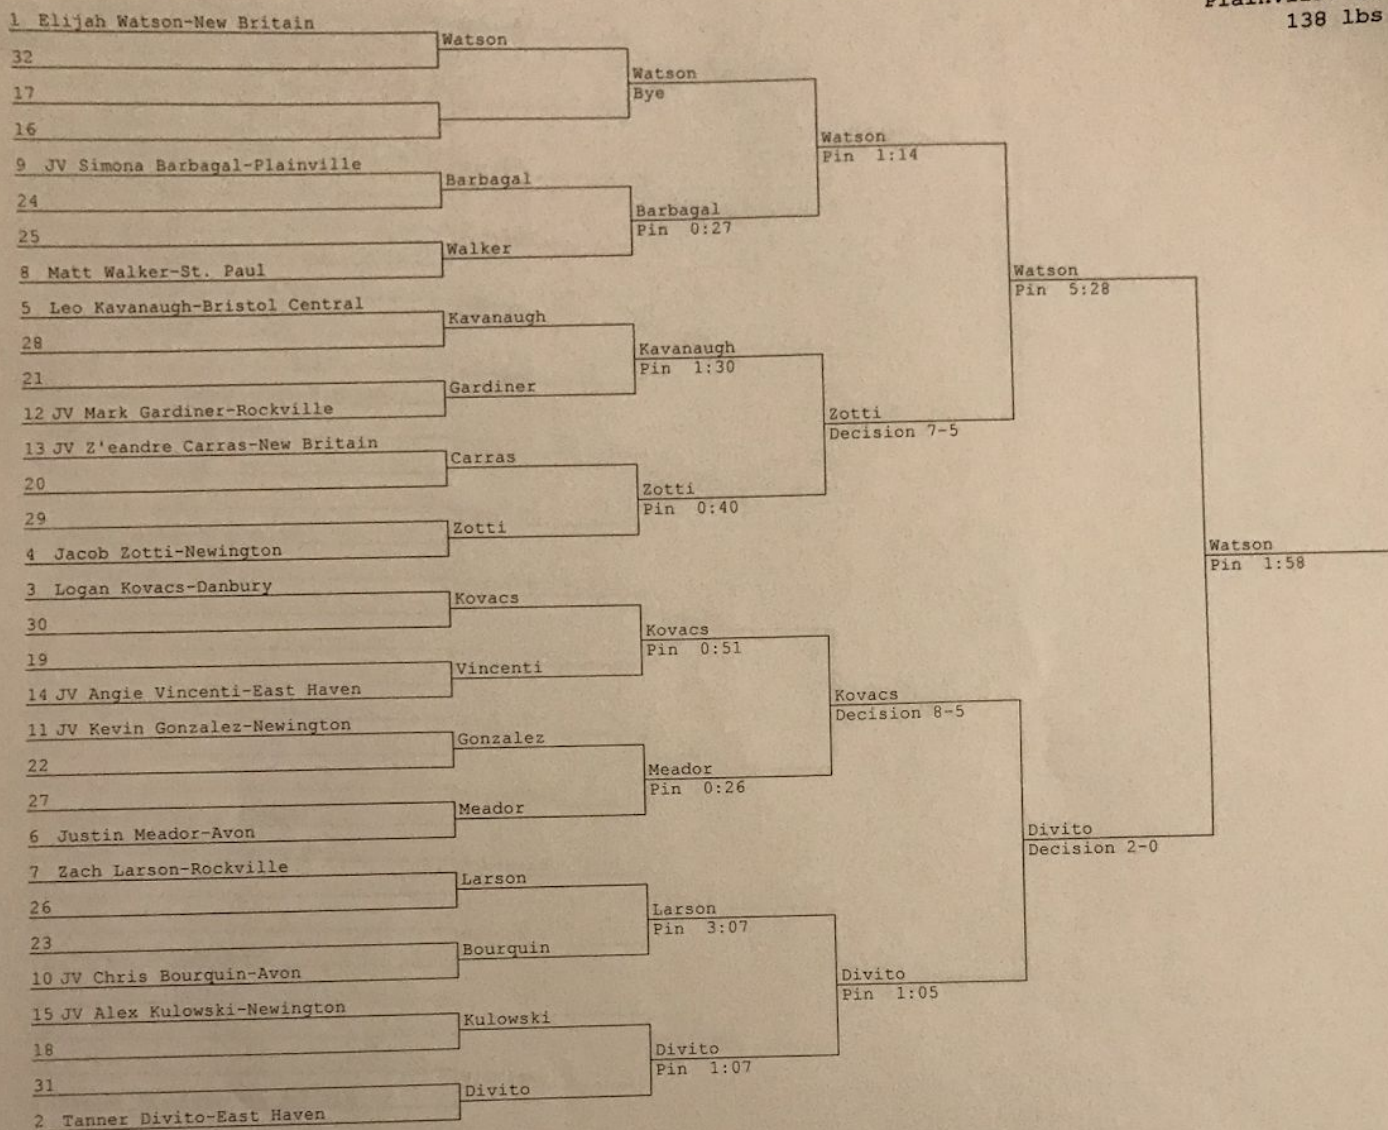 138 lbs
1 Elijah Watson-New Britain
Watson
32
Watson
Bye
17
16
Watson
Pin 1:14
9 JV Simona Barbagal-Plainville
Barbagal
24
Barbagal
Pin 0:27
25
Walker
8 Matt Walker-St. Paul
Watson
Pin 5:28
5 Leo Kavanaugh-Bristol Central
Kavanaugh
28
Kavanaugh
Pin 1:30
21
Gardiner
12 JV Mark Gardiner-Rockville
Zotti
Decision 7-5
13 JV Z'eandre Carras-New Britain
Carras
20
Zotti
Pin 0:40
29
Zotti
4 Jacob Zotti-Newington
Watson
Pin 1:58
3 Logan Kovacs-Danbury
Kovacs
30
Kovacs
Pin 0:51
19
Vincenti
14 JV Angie Vincenti-East Haven
Kovacs
Decision 8-5
11 JV Kevin Gonzalez-Newington
Gonzalez
22
Meador
Pin 0:26
27
Meador
6 Justin Meador-Avon
Divito
Decision 2-0
7 Zach Larson-Rockville
Larson
26
Larson
Pin 3:07
23
Bourquin
10 JV Chris Bourquin-Avon
Divito
Pin 1:05
15 JV Alex Kulowski-Newington
Kulowski
18
Divito
Pin 1:07
31
Divito
2 Tanner Divito-East Haven